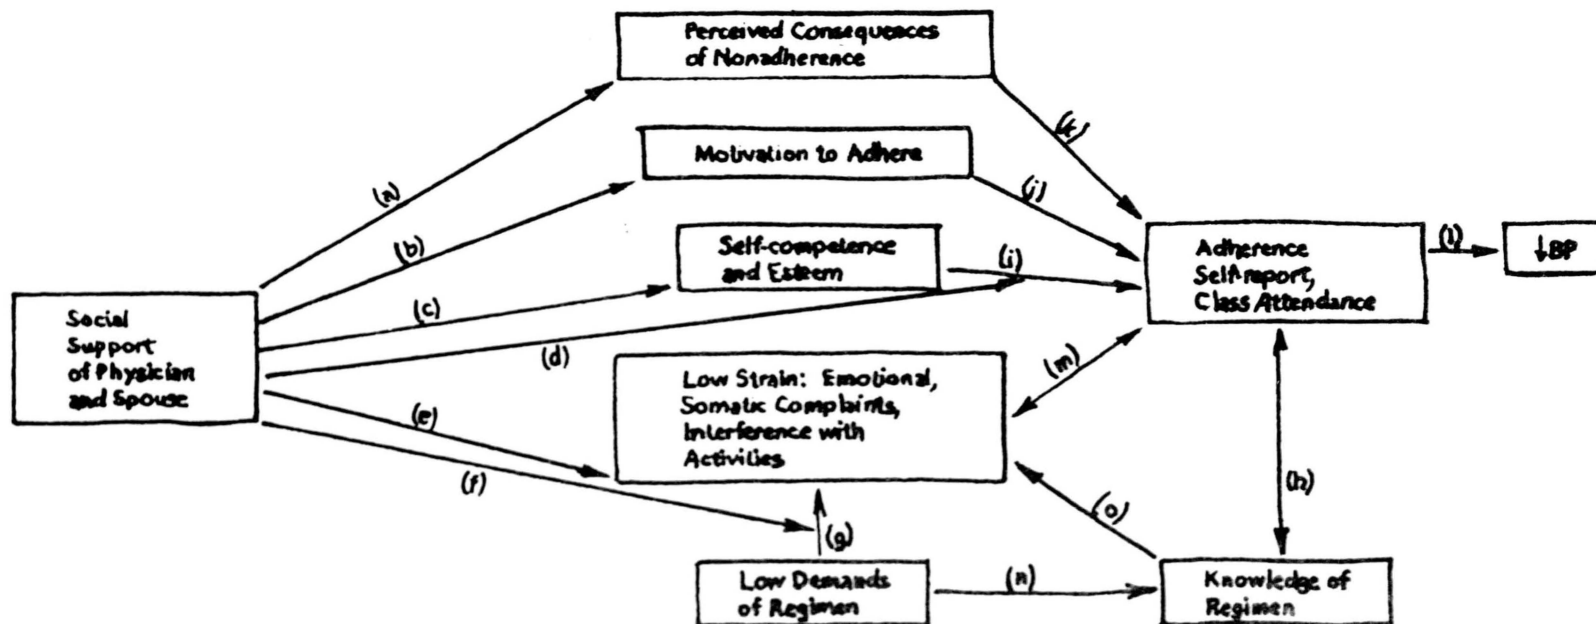 Perceived Consequences
of Nonadherence
(k)
Motivation to Adhere
(j)
(a)
(b)
Self-competence
and Esteem
(i)
Adherence
Self-report,
Class Attendance
(l)
↓BP
(c)
Social
Support
of Physician
and Spouse
(d)
(m)
Low Strain: Emotional,
Somatic Complaints,
Interference with
Activities
(e)
(f)
(h)
(o)
(g)
Low Demands
of Regimen
(n)
Knowledge of
Regimen